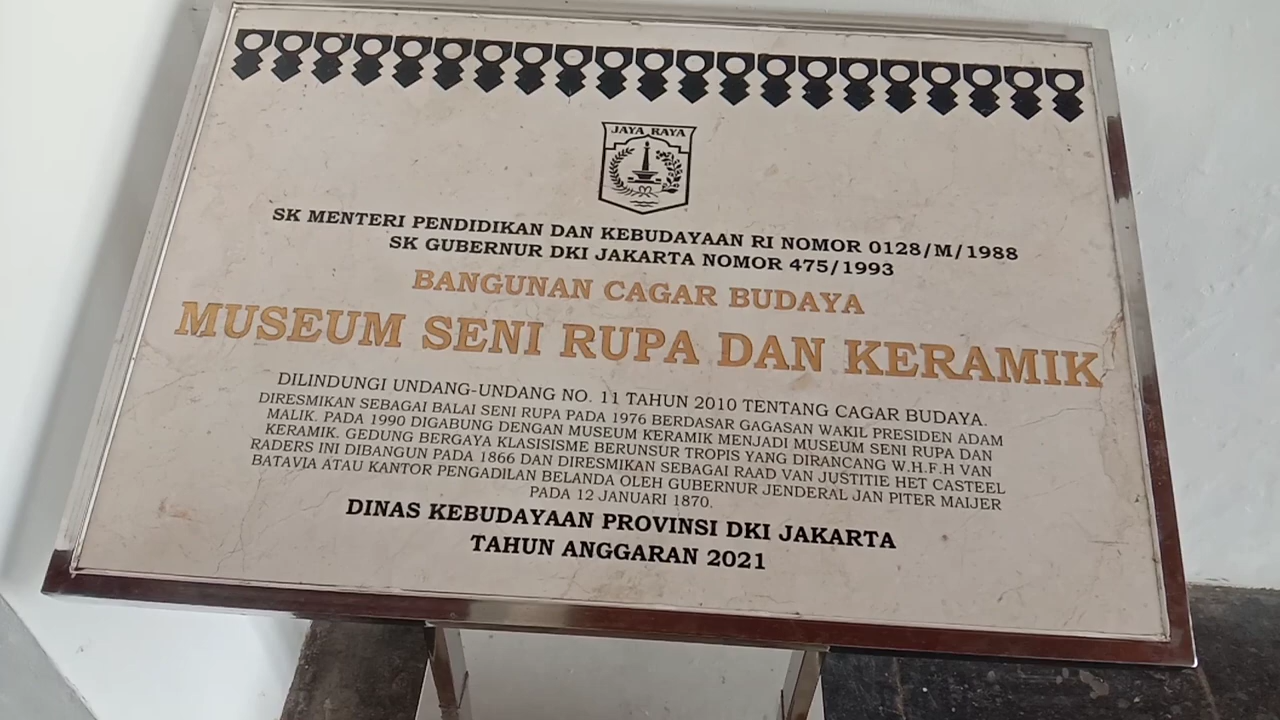 JAYA RAYA
SK MENTERI PENDIDIKAN DAN KEBUDAYAAN RI NOMOR 0128/M/1988
SK GUBERNUR DKI JAKARTA NOMOR 475/1993
BANGUNAN CAGAR BUDAYA
MUSEUM SENI RUPA DAN KERAMIK
DILINDUNGI UNDANG-UNDANG NO. 11 TAHUN 2010 TENTANG CAGAR BUDAYA.
DIRESMIKAN SEBAGAI BALAI SENI RUPA PADA 1976 BERDASAR GAGASAN WAKIL PRESIDEN ADAM
MALIK. PADA 1990 DIGABUNG DENGAN MUSEUM KERAMIK MENJADI MUSEUM SENI RUPA DAN
KERAMIK. GEDUNG BERGAYA KLASISISME BERUNSUR TROPIS YANG DIRANCANG W.H.F.H VAN
RADERS INI DIBANGUN PADA 1866 DAN DIRESMIKAN SEBAGAI RAAD VAN JUSTITIE HET CASTEEL
BATAVIA ATAU KANTOR PENGADILAN BELANDA OLEH GUBERNUR JENDERAL JAN PITER MAIJER
PADA 12 JANUARI 1870.
DINAS KEBUDAYAAN PROVINSI DKI JAKARTA
TAHUN ANGGARAN 2021